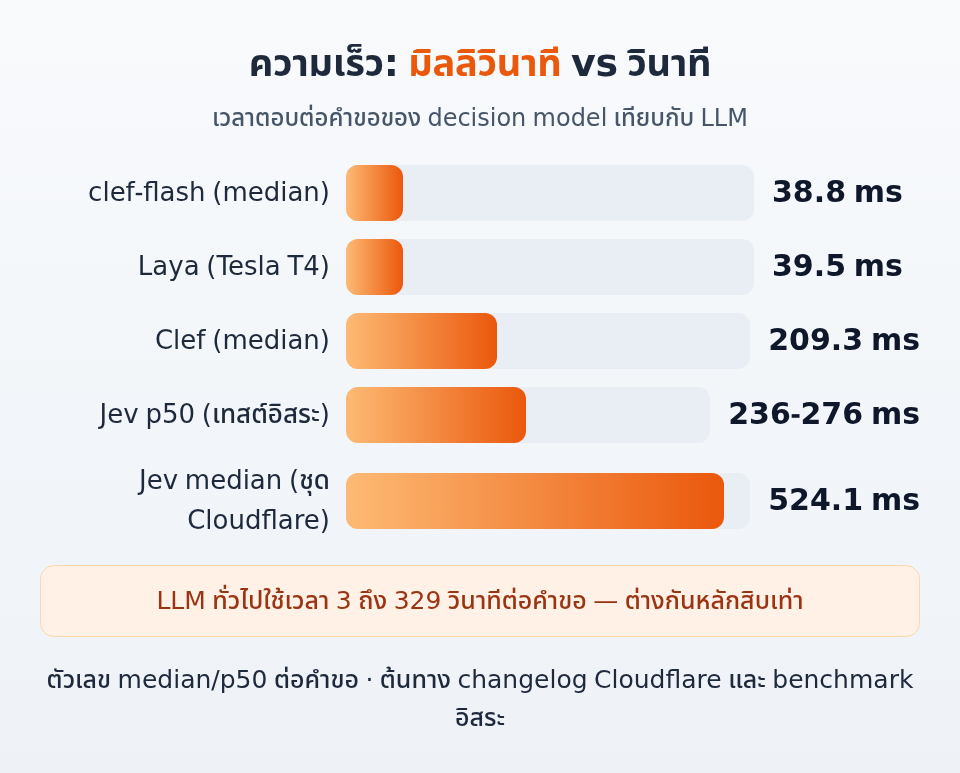 ความเร็ว: มิลลิวินาที vs วินาที
เวลาตอบต่อคำขอของ decision model เทียบกับ LLM
clef-flash (median) 38.8 ms
Laya (Tesla T4) 39.5 ms
Clef (median) 209.3 ms
Jev p50 (เทสต์อิสระ) 236-276 ms
Jev median (ชุด
Cloudflare) 524.1 ms
LLM ทั่วไปใช้เวลา 3 ถึง 329 วินาทีต่อคำขอ — ต่างกันหลักสิบเท่า
ตัวเลข median/p50 ต่อคำขอ · ต้นทาง changelog Cloudflare และ benchmark
อิสระ